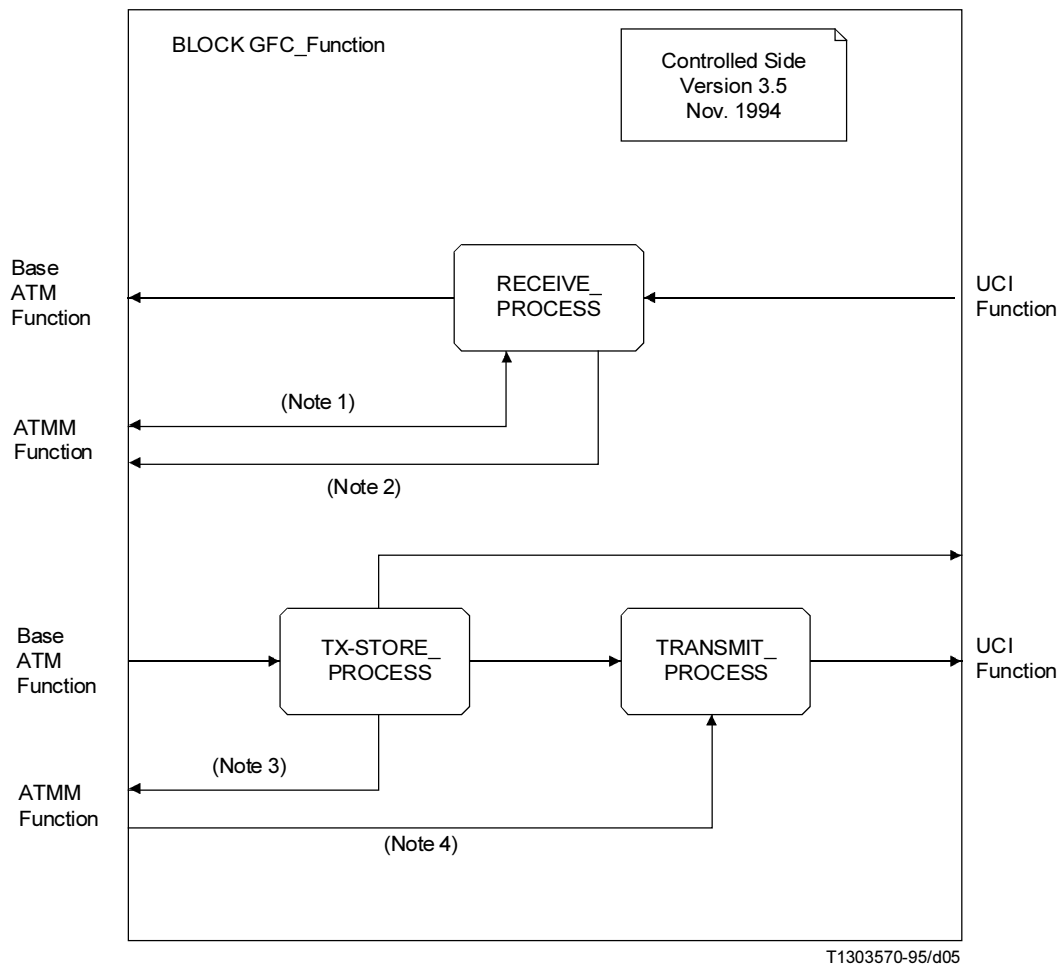 BLOCK GFC_Function
Controlled Side
Version 3.5
Nov. 1994
Base
ATM
Function
RECEIVE_
PROCESS
UCI
Function
(Note 1)
ATMM
Function
(Note 2)
Base
ATM
Function
TX-STORE_
PROCESS
TRANSMIT_
PROCESS
UCI
Function
(Note 3)
ATMM
Function
(Note 4)
T1303570-95/d05